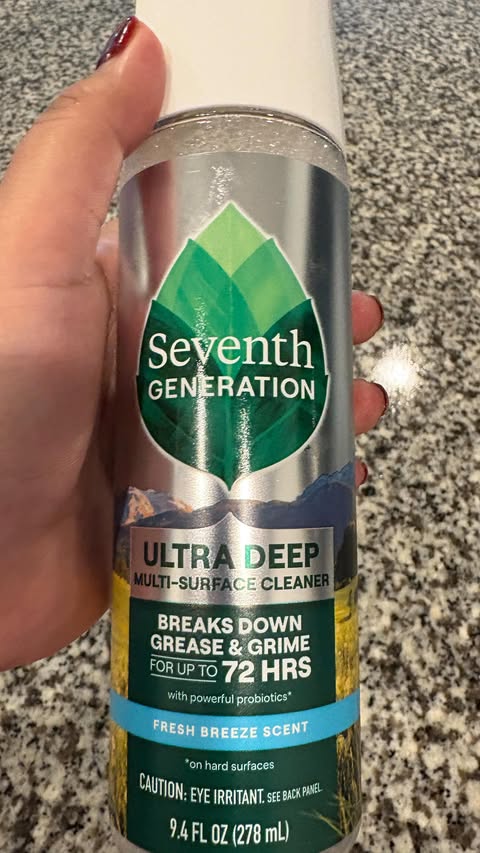 Seventh
GENERATION
ULTRA DEEP
MULTI-SURFACE CLEANER
BREAKS DOWN
GREASE & GRIME
FOR UP TO 72 HRS
with powerful probiotics*
FRESH BREEZE SCENT
*on hard surfaces
CAUTION: EYE IRRITANT. SEE BACK PANEL.
9.4 FL OZ (278 mL)